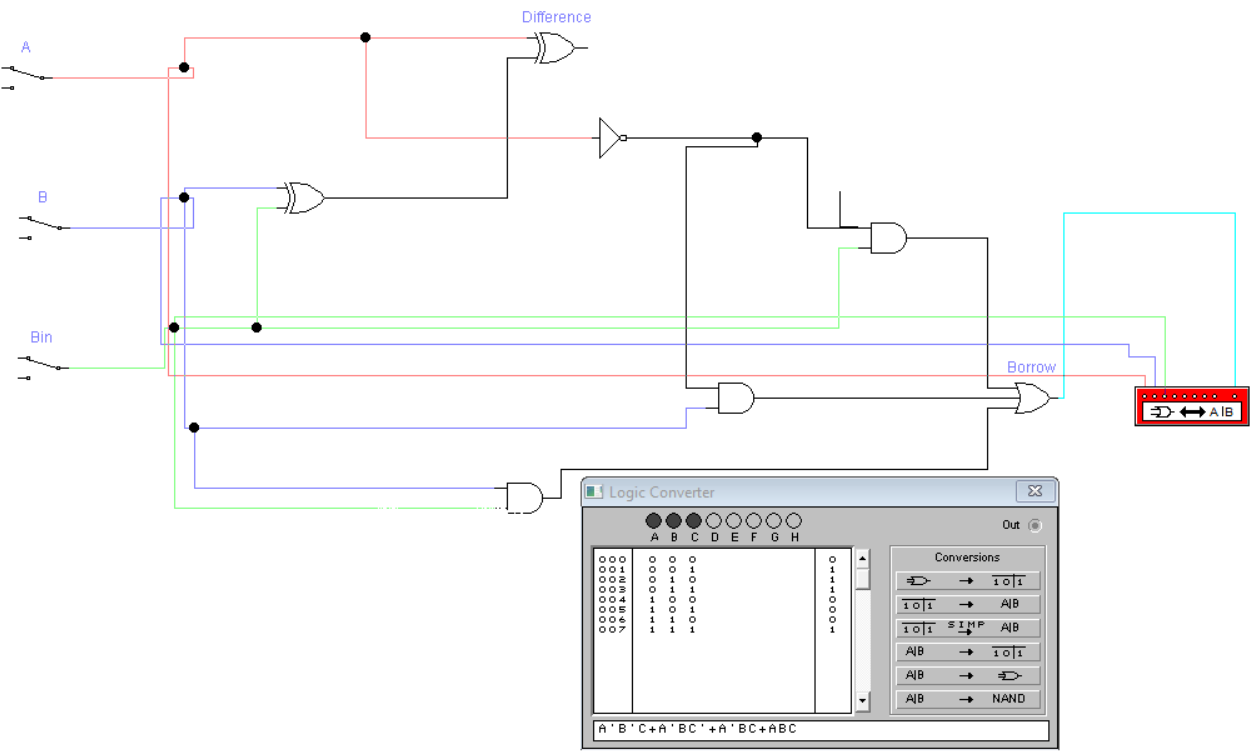 Difference
A
B
Bin
Borrow
A|B
Logic Converter
A B C D E F G H
Out
000 0 0 0 0
001 0 0 1 1
002 0 1 0 1
003 0 1 1 1
004 1 0 0 0
005 1 0 1 0
006 1 1 0 0
007 1 1 1 1
Conversions
1 0 1
1 0 1 A|B
1 0 1 SIMP A|B
A|B 1 0 1
A|B
A|B NAND
A'B'C+A'BC'+A'BC+ABC